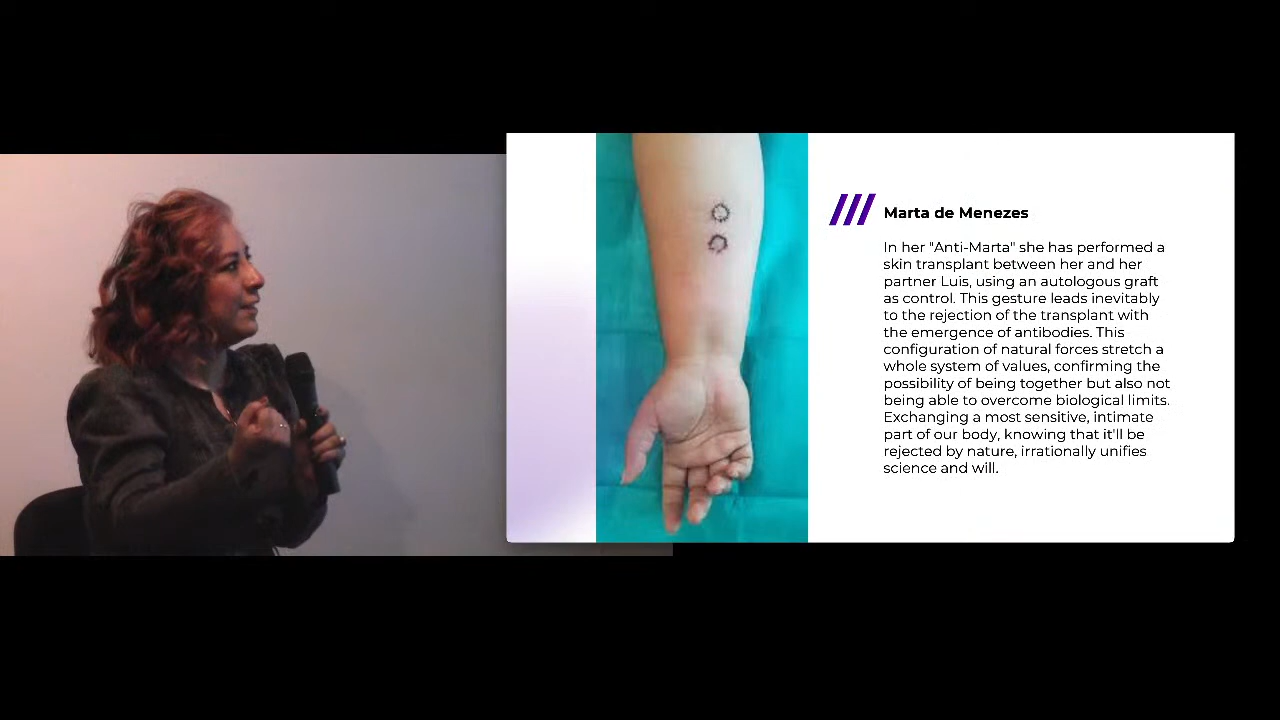 Marta de Menezes
In her "Anti-Marta" she has performed a
skin transplant between her and her
partner Luis, using an autologous graft
as control. This gesture leads inevitably
to the rejection of the transplant with
the emergence of antibodies. This
configuration of natural forces stretch a
whole system of values, confirming the
possibility of being together but also not
being able to overcome biological limits.
Exchanging a most sensitive, intimate
part of our body, knowing that it'll be
rejected by nature, irrationally unifies
science and will.